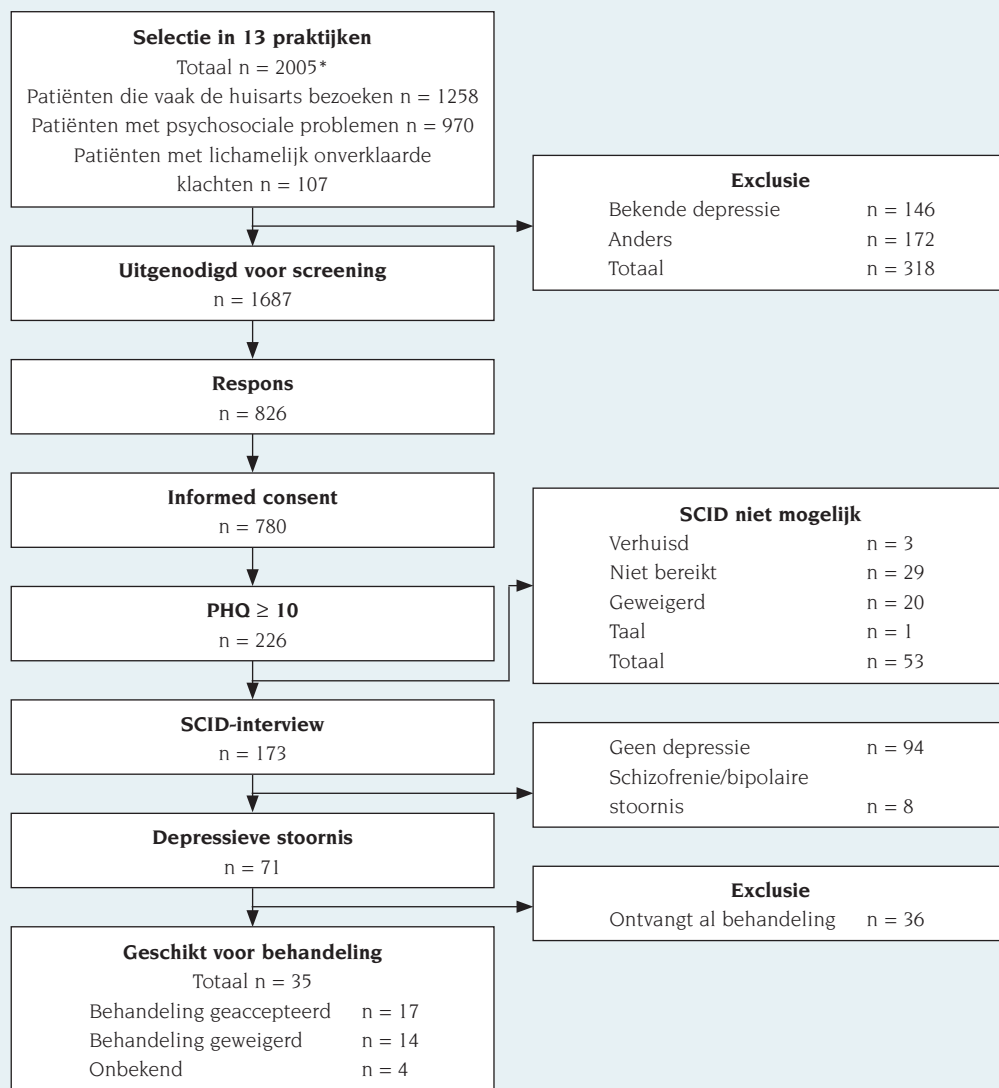 Selectie in 13 praktijken
Totaal n = 2005*
Patiënten die vaak de huisarts bezoeken n = 1258
Patiënten met psychosociale problemen n = 970
Patiënten met lichamelijk onverklaarde
klachten n = 107
Exclusie
Bekende depressie n = 146
Anders n = 172
Totaal n = 318
Uitgenodigd voor screening
n = 1687
Respons
n = 826
Informed consent
n = 780
SCID niet mogelijk
Verhuisd n = 3
Niet bereikt n = 29
Geweigerd n = 20
Taal n = 1
Totaal n = 53
PHQ ≥ 10
n = 226
SCID-interview
n = 173
Geen depressie n = 94
Schizofrenie/bipolaire
stoornis n = 8
Depressieve stoornis
n = 71
Exclusie
Ontvangt al behandeling n = 36
Geschikt voor behandeling
Totaal n = 35
Behandeling geaccepteerd n = 17
Behandeling geweigerd n = 14
Onbekend n = 4